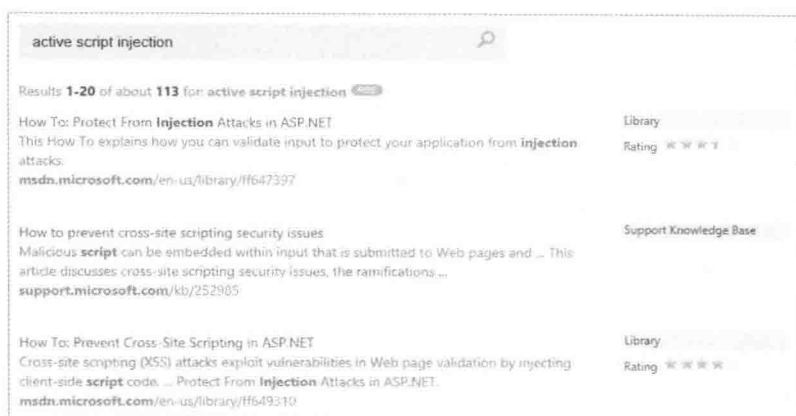 active script injection
Results 1-20 of about 113 for: active script injection
How To: Protect From Injection Attacks in ASP.NET
Library
This How To explains how you can validate input to protect your application from injection
Rating
attacks.
msdn.microsoft.com/en-us/library/ff647397
How to prevent cross-site scripting security issues
Support Knowledge Base
Malicious script can be embedded within input that is submitted to Web pages and ... This
article discusses cross-site scripting security issues, the ramifications ...
support.microsoft.com/kb/252985
How To: Prevent Cross-Site Scripting in ASP.NET
Library
Cross-site scripting (XSS) attacks exploit vulnerabilities in Web page validation by injecting
Rating
client-side script code. ... Protect From Injection Attacks in ASP.NET.
msdn.microsoft.com/en-us/library/ff649310